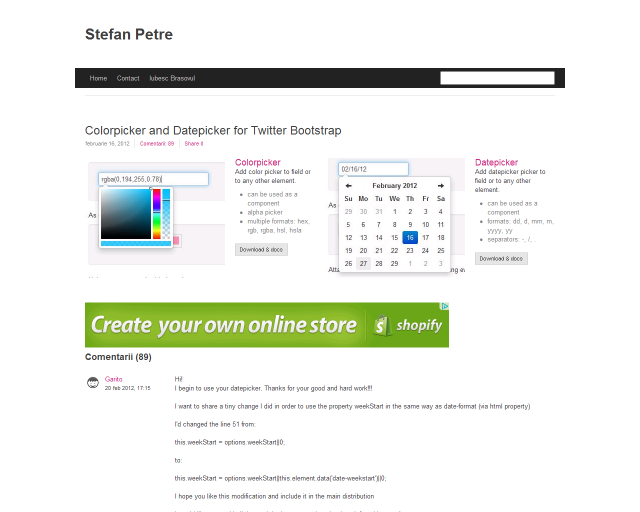 Stefan Petre
Home Contact Iubesc Brasovul
Colorpicker and Datepicker for Twitter Bootstrap
februarie 16, 2012 Comentarii: 89 Share it
rgba(0,194,255,0.78)
As
Colorpicker
Add color picker to field or
to any other element.
can be used as a
component
alpha picker
multiple formats: hex,
rgb, rgba, hsl, hsla
Download & docs
02/16/12
February 2012
Su Mo Tu We Th Fr Sa
29 30 31 1 2 3 4
5 6 7 8 9 10 11
12 13 14 15 16 17 18
19 20 21 22 23 24 25
26 27 28 29 1 2 3
As
Atta
Datepicker
Add datepicker picker to
field or to any other
element.
can be used as a
component
formats: dd, d, mm, m,
yyyy, yy
separators: -, /, .
Download & docs
Create your own online store shopify
Comentarii (89)
Garito
20 feb 2012, 17:15
Hi!
I begin to use your datepicker. Thanks for your good and hard work!!!
I want to share a tiny change I did in order to use the property weekStart in the same way as date-format (via html property)
I'd changed the line 51 from:
this.weekStart = options.weekStart||0;
to:
this.weekStart = options.weekStart||this.element.data('date-weekstart')||0;
I hope you like this modification and include it in the main distribution